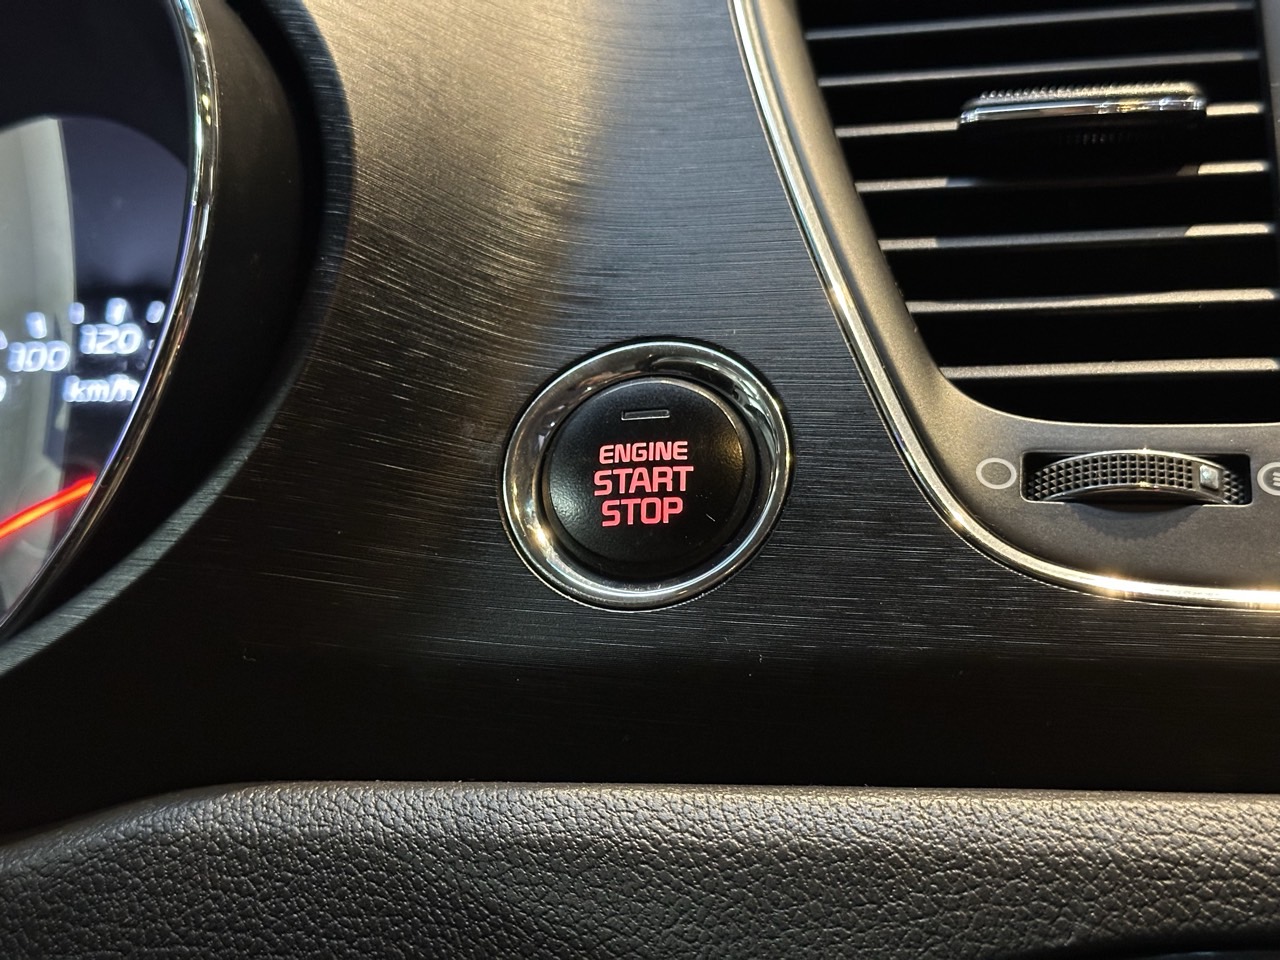 100 120
km/h
ENGINE
START
STOP